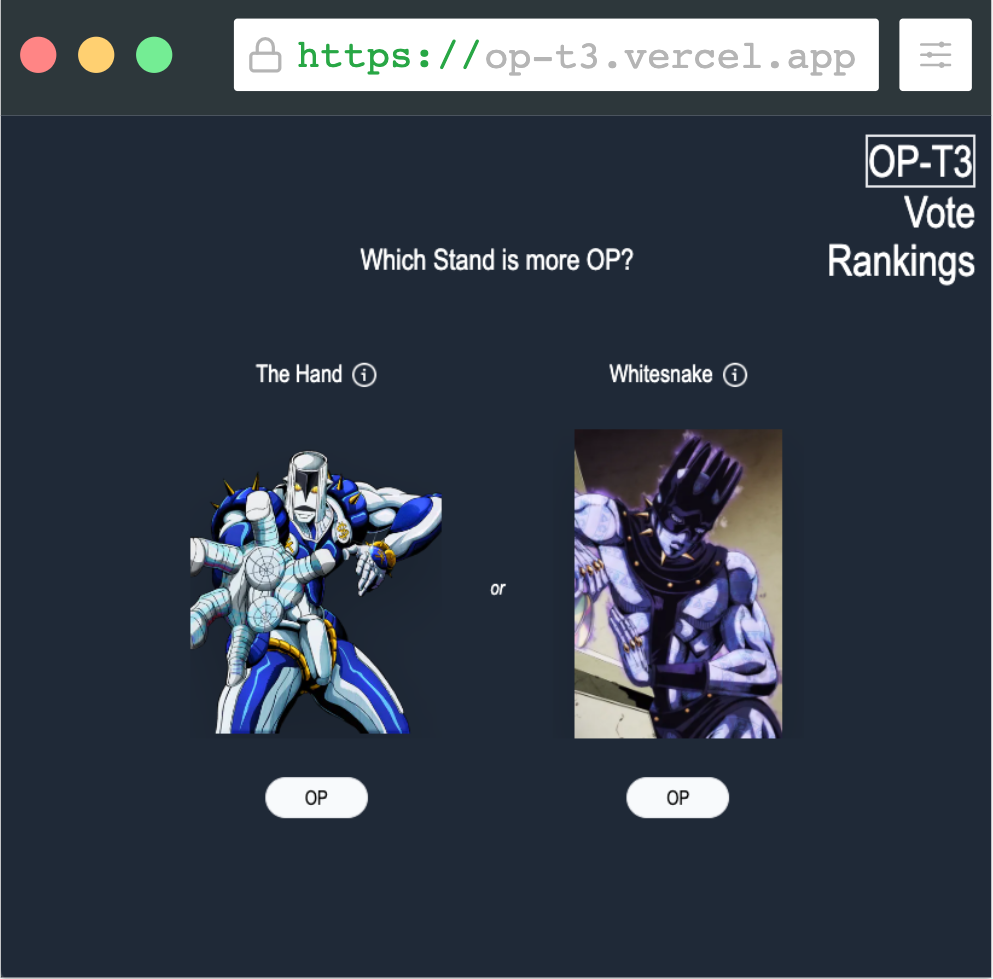 https://op-t3.vercel.app
OP-T3
Vote
Rankings
Which Stand is more OP?
The Hand
Whitesnake
or
OP
OP